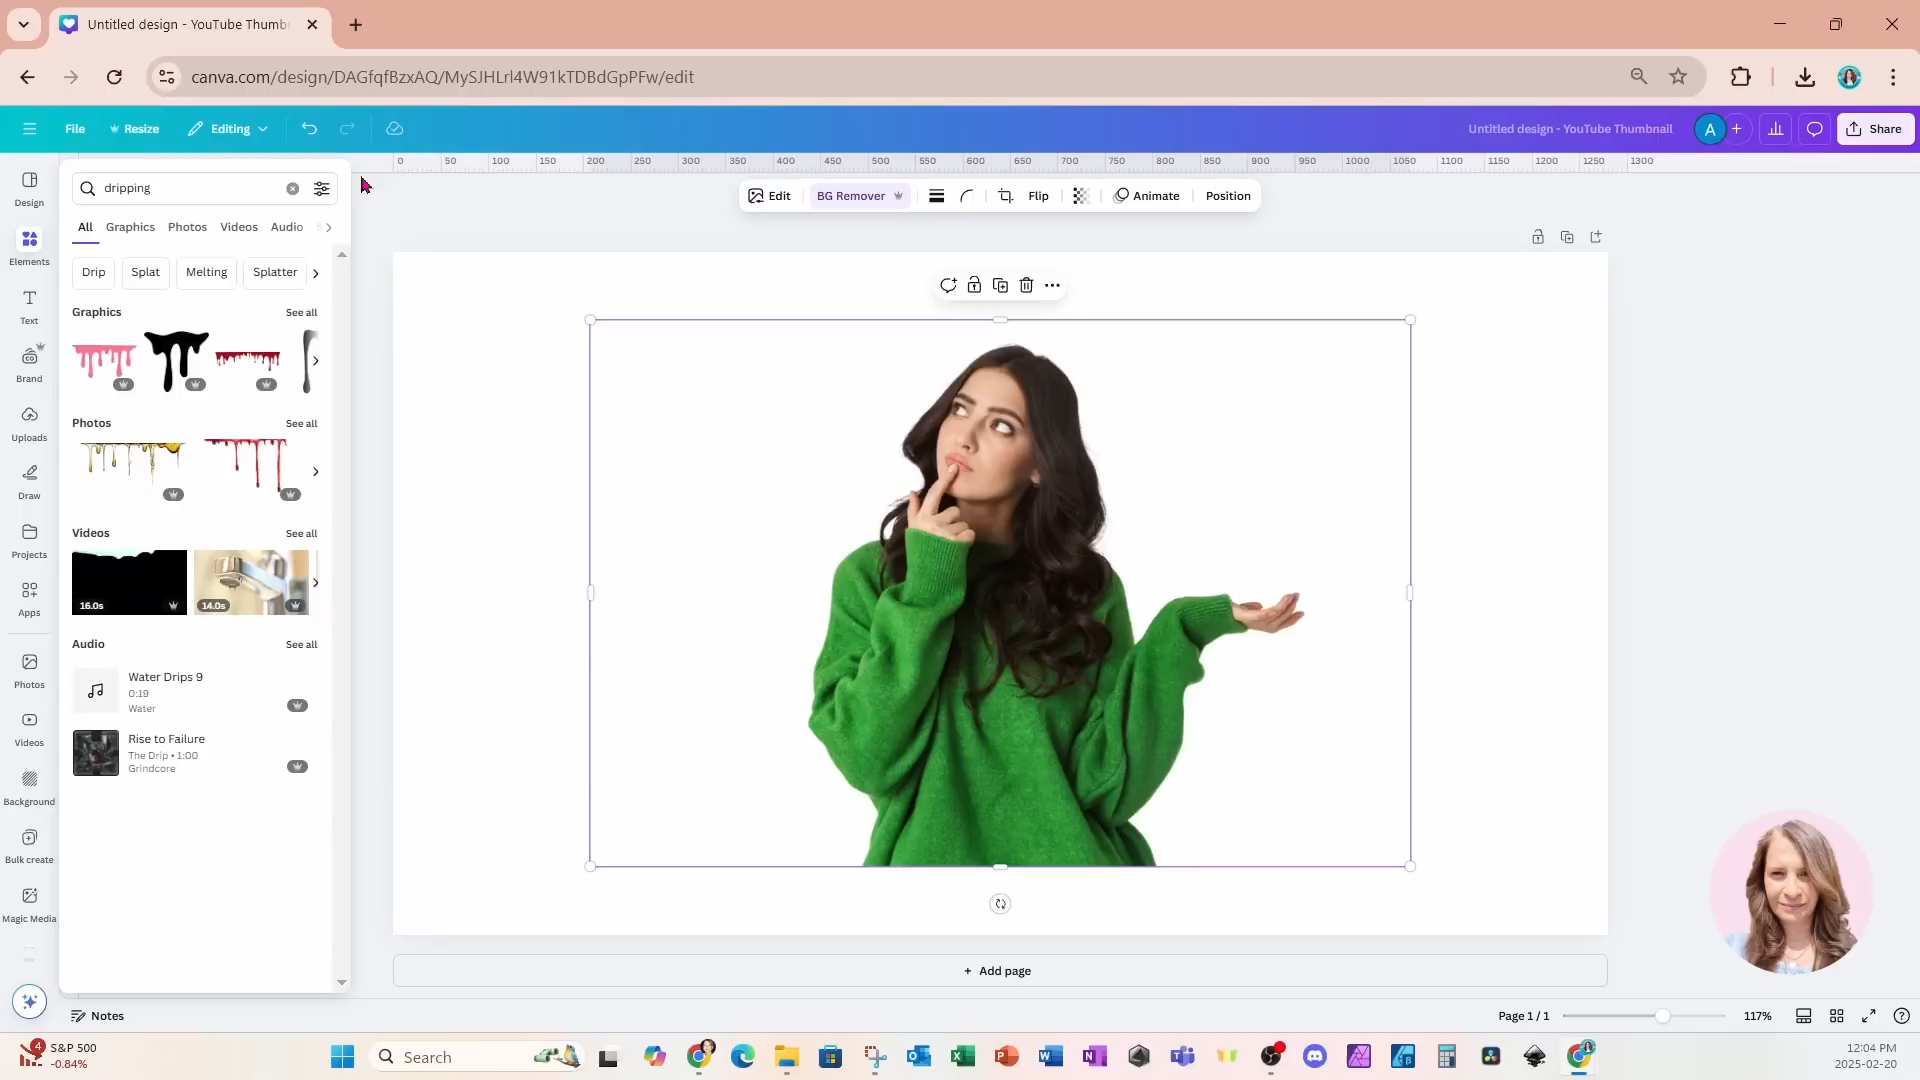 Untitled design - YouTube Thumb
canva.com/design/DAGfqfBzxAQ/MySJHLrl4W91kTDBdGpPFw/edit
File
Resize
Editing
Untitled design - YouTube Thumbnail
A
Share
0 50 100 150 200 250 300 350 400 450 500 550 600 650 700 750 800 850 900 950 1000 1050 1100 1150 1200 1250 1300
Design
Elements
Text
Brand
Uploads
Draw
Projects
Apps
Photos
Videos
Background
Bulk create
Magic Media
dripping
All Graphics Photos Videos Audio
Drip Splat Melting Splatter
Graphics See all
Photos See all
Videos See all
16.0s 14.0s
Audio See all
Water Drips 9
0:19
Water
Rise to Failure
The Drip • 1:00
Grindcore
Edit BG Remover Flip Animate Position
+ Add page
Notes
Page 1 / 1
117%
4
S&P 500
-0.84%
Search
12:04 PM
2025-02-20